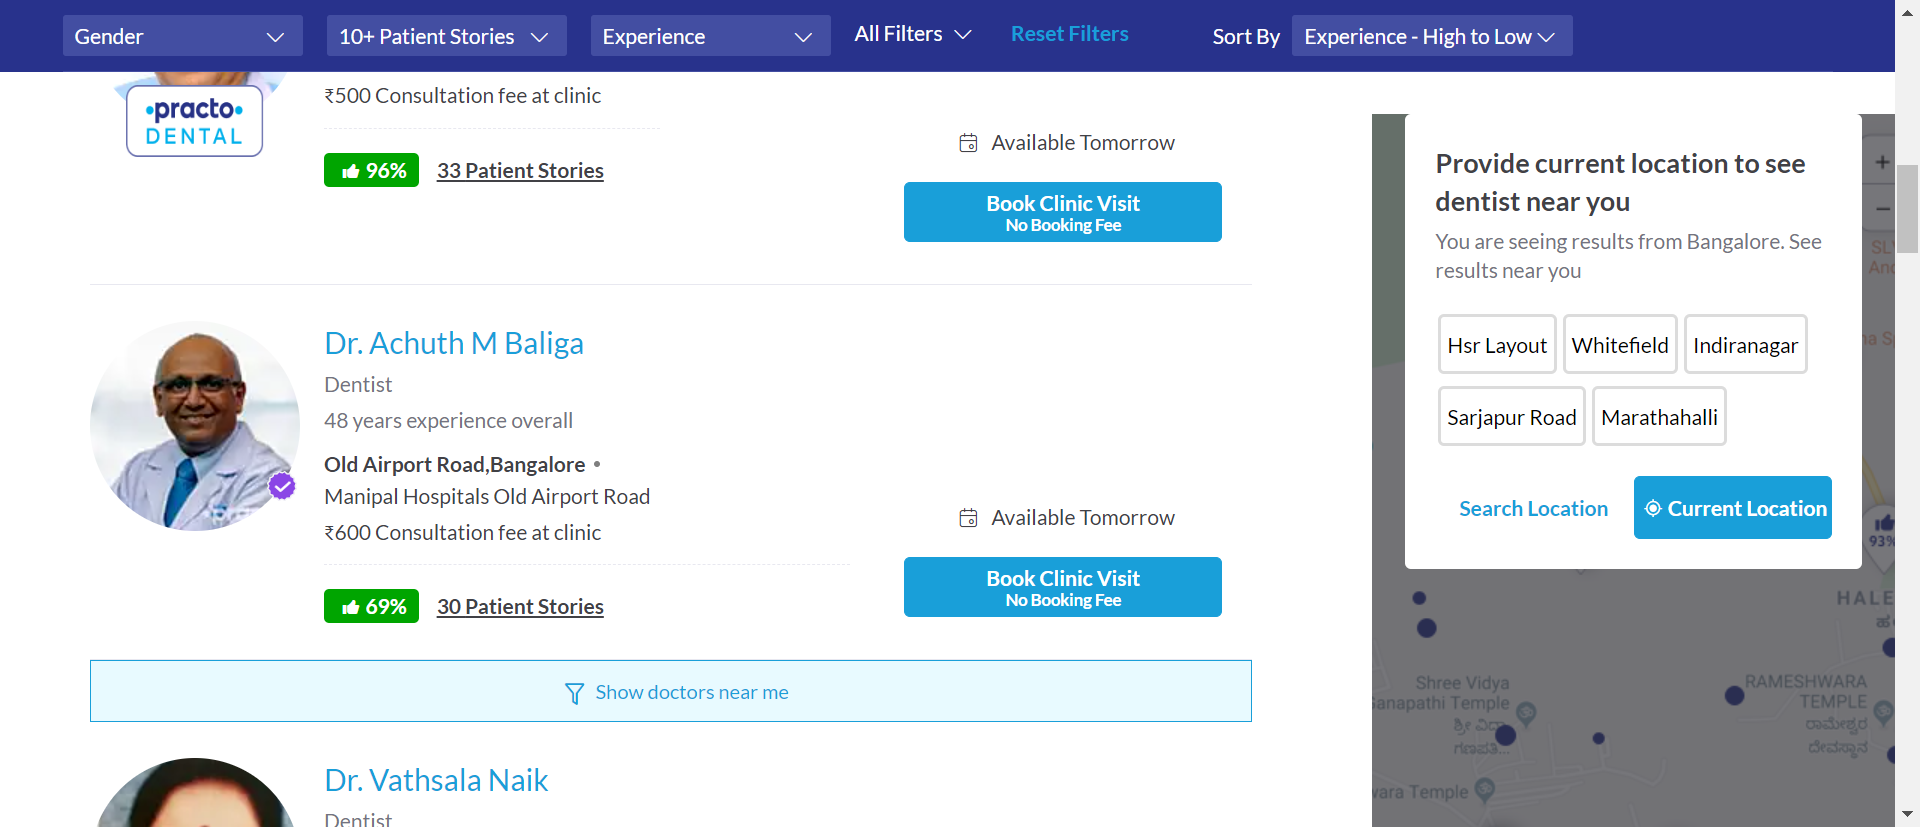 Gender
10+ Patient Stories
Experience
All Filters
Reset Filters
Sort By
Experience - High to Low
practo
DENTAL
₹500 Consultation fee at clinic
96%
33 Patient Stories
Available Tomorrow
Book Clinic Visit
No Booking Fee
Dr. Achuth M Baliga
Dentist
48 years experience overall
Old Airport Road,Bangalore •
Manipal Hospitals Old Airport Road
₹600 Consultation fee at clinic
69%
30 Patient Stories
Available Tomorrow
Book Clinic Visit
No Booking Fee
Show doctors near me
Dr. Vathsala Naik
Dentist
Provide current location to see
dentist near you
You are seeing results from Bangalore. See
results near you
Hsr Layout
Whitefield
Indiranagar
Sarjapur Road
Marathahalli
Search Location
Current Location
+
−
93%
HALE
Shree Vidya
Ganapathi Temple
ಶ್ರೀ ವಿದ್ಯಾ
ಗಣಪತಿ...
RAMESHWARA
TEMPLE
ರಾಮೇಶ್ವರ
ದೇವಸ್ಥಾನ
wara Temple